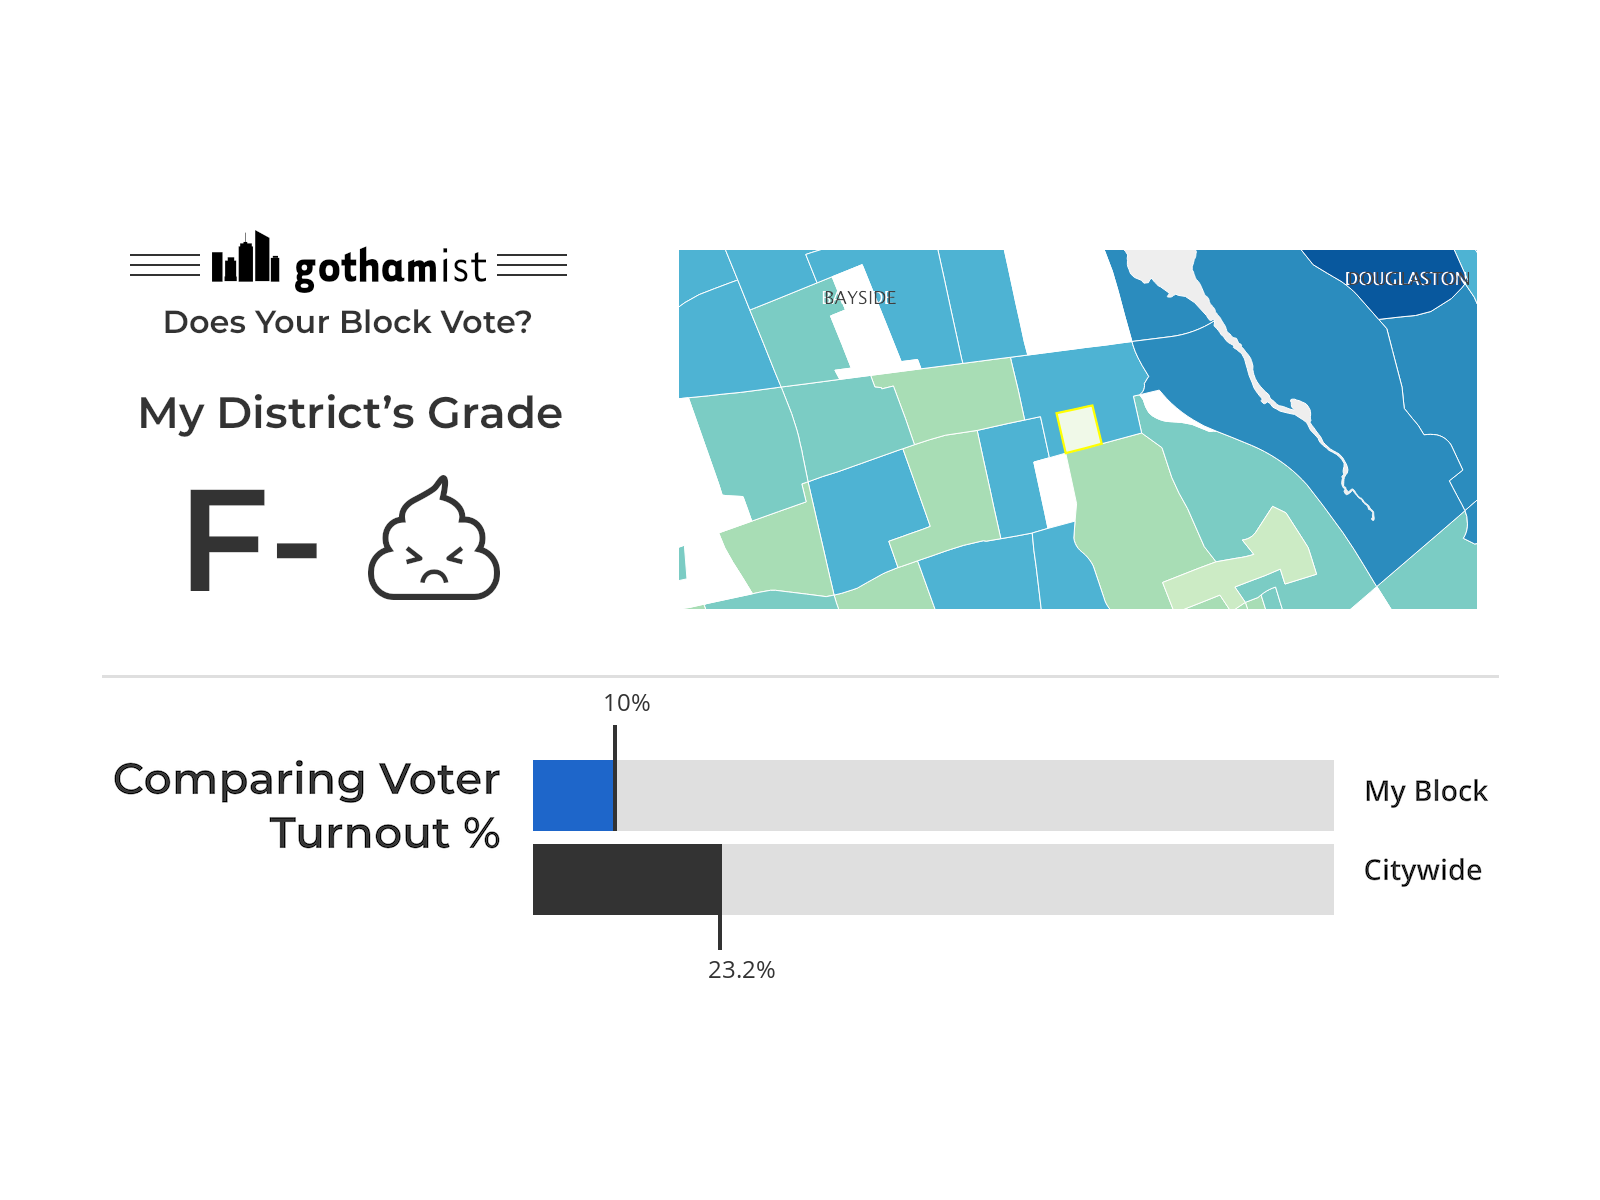 gothamist
Does Your Block Vote?
My District’s Grade
F-
BAYSIDE
DOUGLASTON
10%
Comparing Voter
Turnout %
My Block
Citywide
23.2%